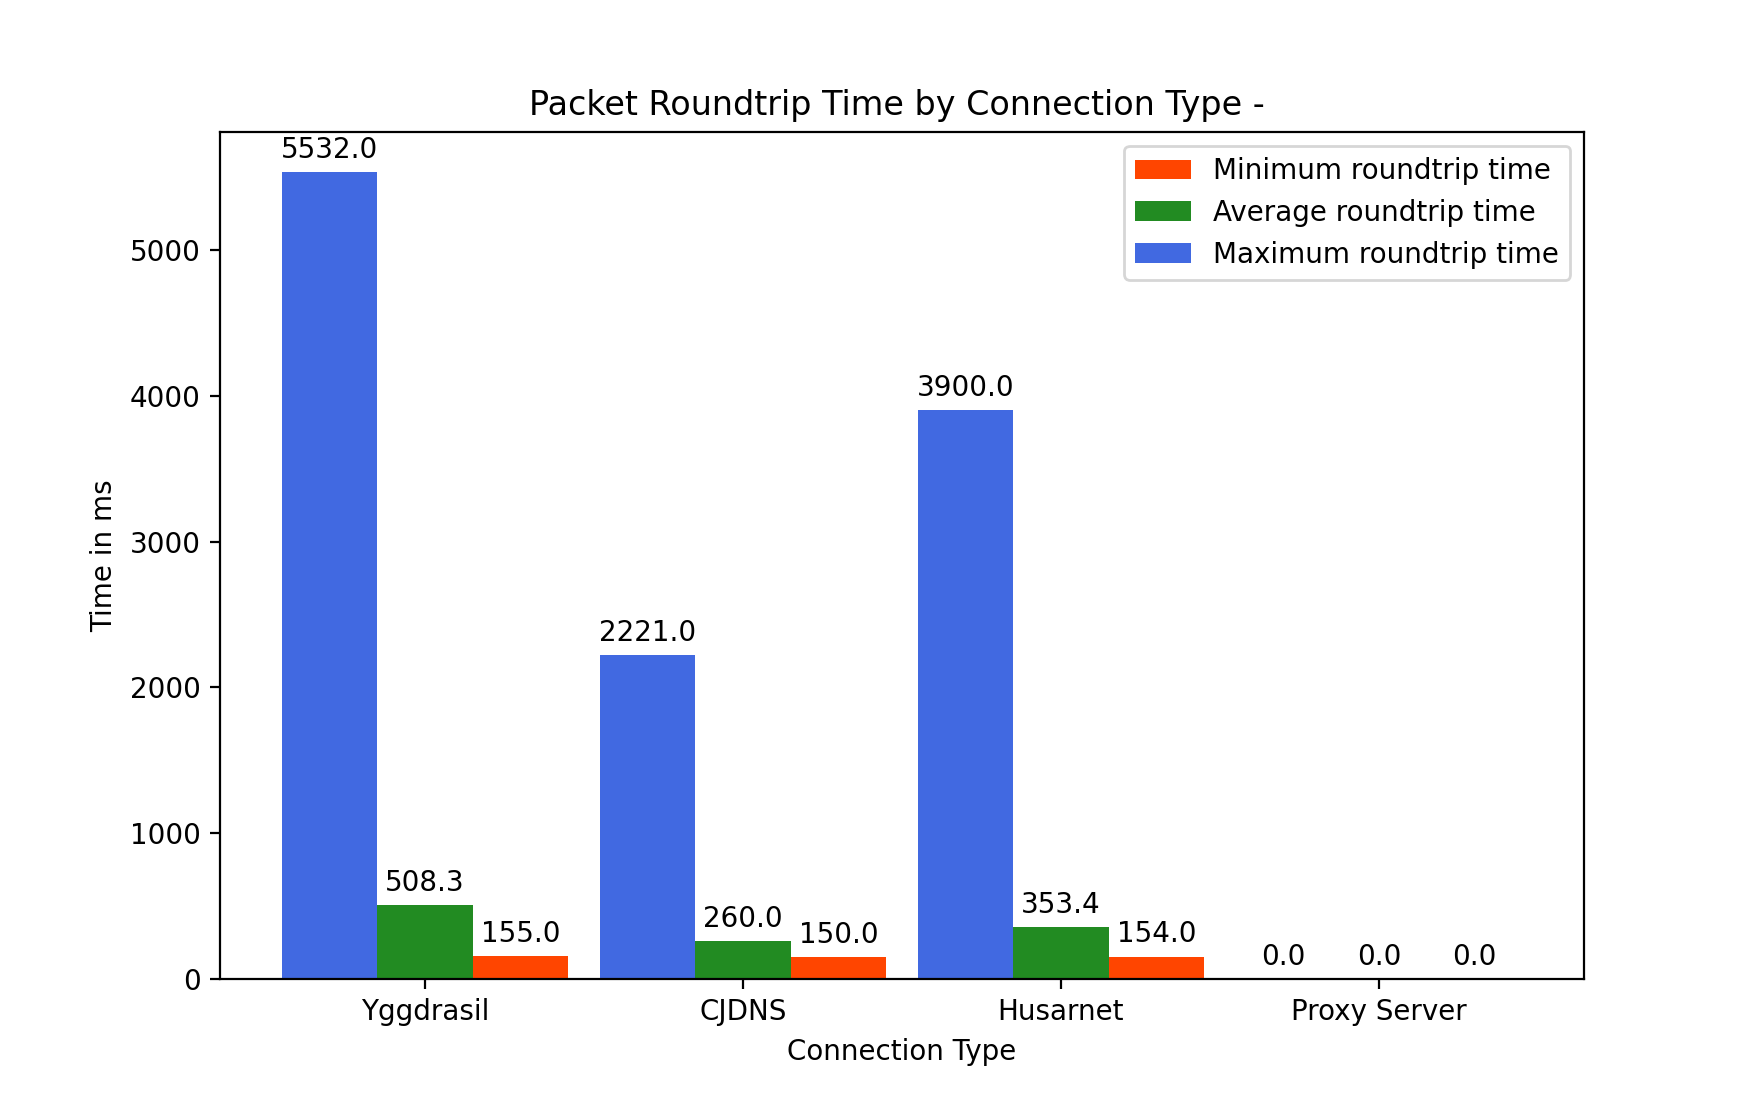 Packet Roundtrip Time by Connection Type -
5532.0
Minimum roundtrip time
Average roundtrip time
Maximum roundtrip time
5000
4000
3000
2000
1000
0
Time in ms
3900.0
2221.0
508.3
155.0
260.0
150.0
353.4
154.0
0.0
0.0
0.0
Yggdrasil
CJDNS
Husarnet
Proxy Server
Connection Type